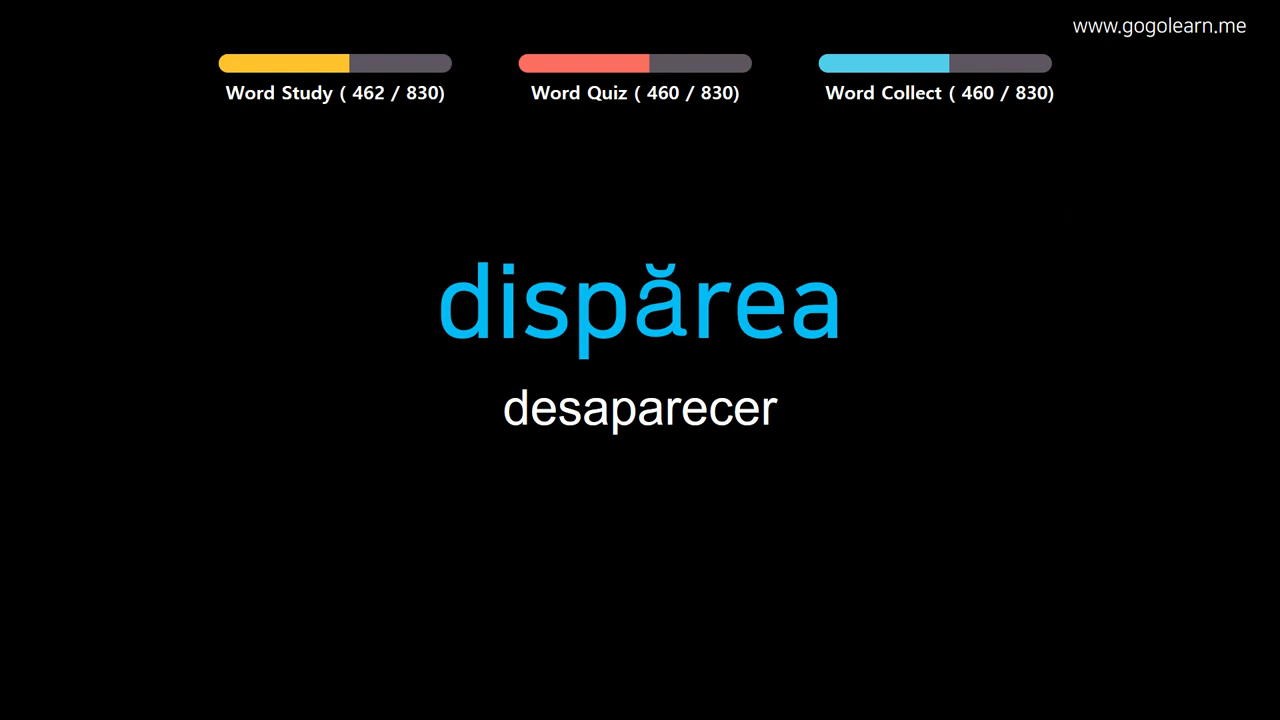 www.gogolearn.me
Word Study ( 462 / 830)
Word Quiz ( 460 / 830)
Word Collect ( 460 / 830)
dispărea
desaparecer